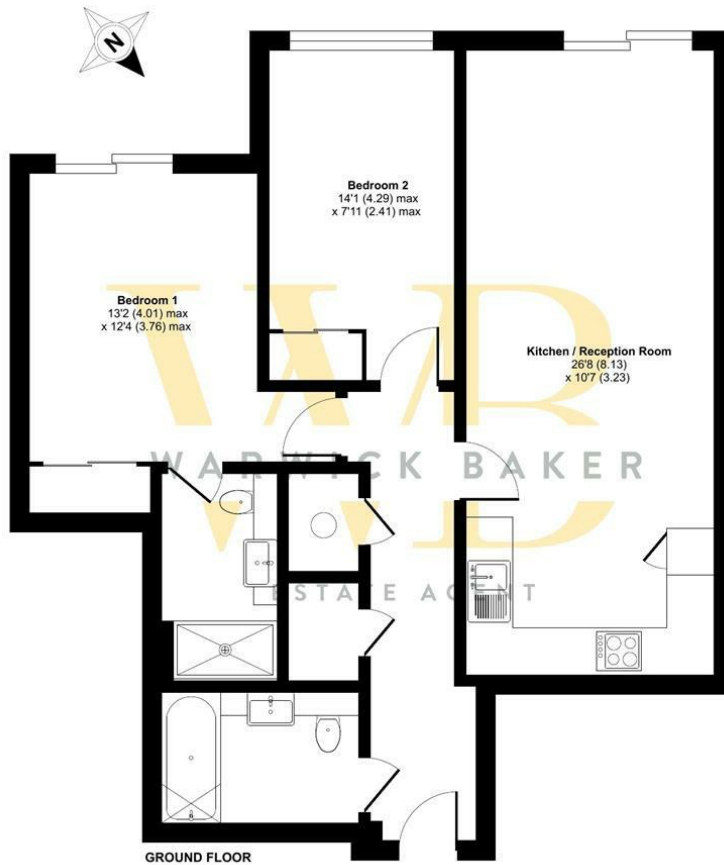 N
Bedroom 2
14'1 (4.29) max
x 7'11 (2.41) max
Bedroom 1
13'2 (4.01) max
x 12'4 (3.76) max
Kitchen / Reception Room
26'8 (8.13)
x 10'7 (3.23)
WB
WARWICK BAKER
ESTATE AGENT
GROUND FLOOR